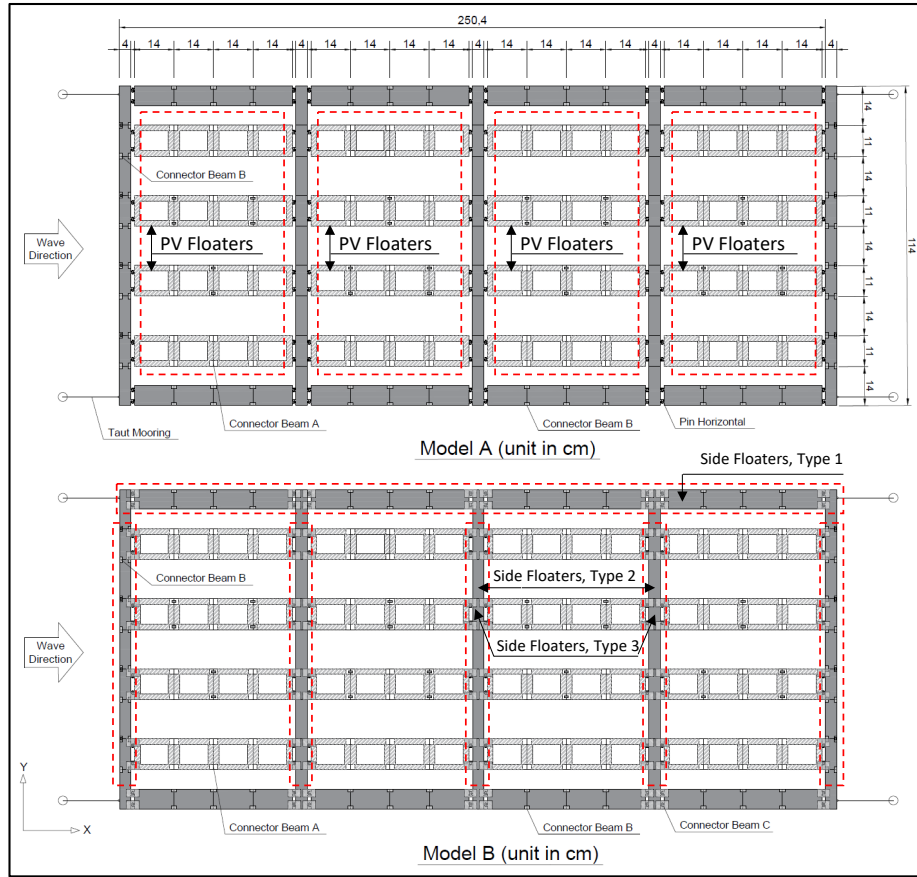 250,4
4 14 14 14 14 4 14 14 14 14 4 14 14 14 14 4 14 14 14 14 4
Connector Beam B
PV Floaters PV Floaters PV Floaters PV Floaters
Wave
Direction
14
11
14
11
14
11
14
11
14
114
Taut Mooring
Connector Beam A
Connector Beam B
Pin Horizontal
Model A (unit in cm)
Side Floaters, Type 1
Connector Beam B
Side Floaters, Type 2
Wave
Direction
Side Floaters, Type 3
Y
X
Connector Beam A
Connector Beam B
Connector Beam C
Model B (unit in cm)